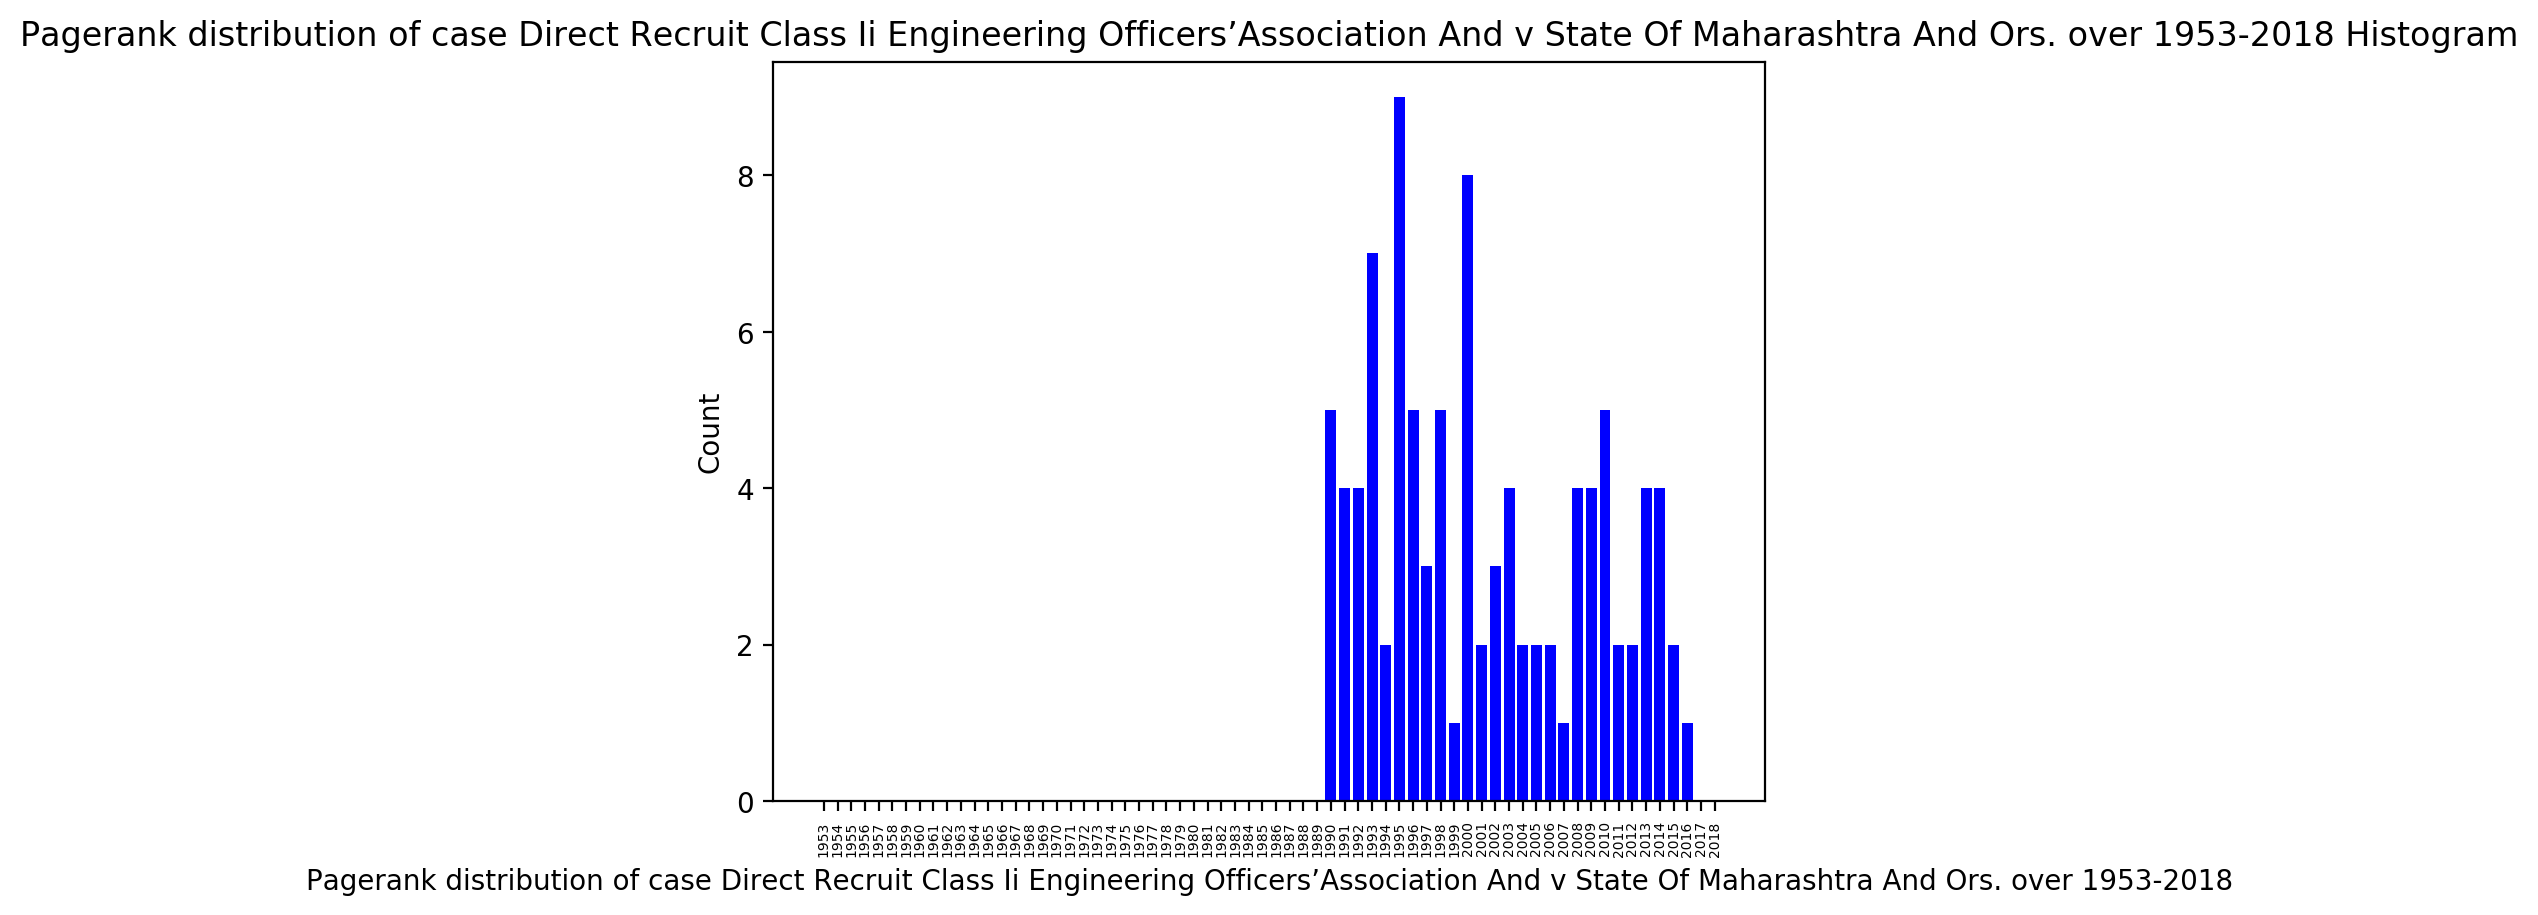 Pagerank distribution of case Direct Recruit Class Ii Engineering Officers’Association And v State Of Maharashtra And Ors. over 1953-2018 Histogram
Count
8
6
4
2
0
1953 1954 1955 1956 1957 1958 1959 1960 1961 1962 1963 1964 1965 1966 1967 1968 1969 1970 1971 1972 1973 1974 1975 1976 1977 1978 1979 1980 1981 1982 1983 1984 1985 1986 1987 1988 1989 1990 1991 1992 1993 1994 1995 1996 1997 1998 1999 2000 2001 2002 2003 2004 2005 2006 2007 2008 2009 2010 2011 2012 2013 2014 2015 2016 2017 2018
Pagerank distribution of case Direct Recruit Class Ii Engineering Officers’Association And v State Of Maharashtra And Ors. over 1953-2018